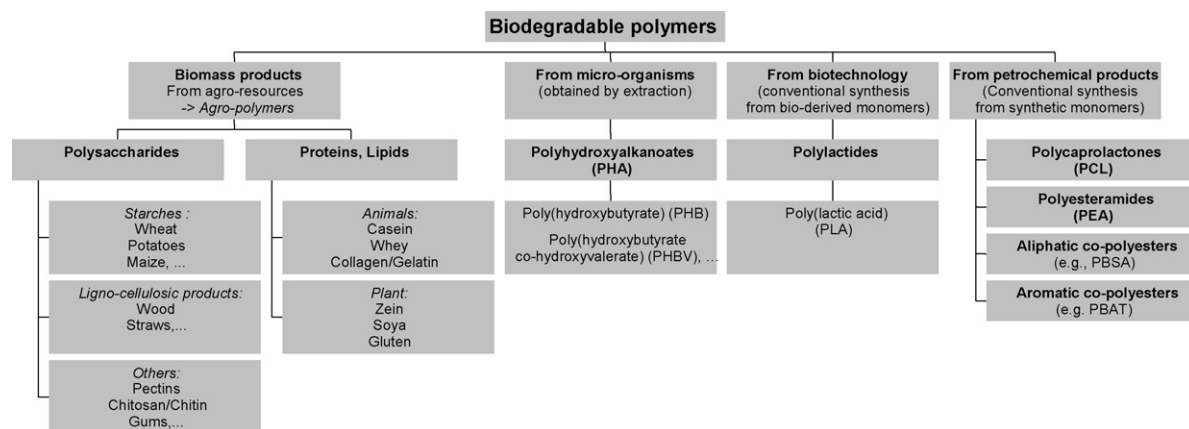 Biodegradable polymers
Biomass products
From agro-resources
-> Agro-polymers
From micro-organisms
(obtained by extraction)
From biotechnology
(conventional synthesis
from bio-derived monomers)
From petrochemical products
(Conventional synthesis
from synthetic monomers)
Polysaccharides
Proteins, Lipids
Polyhydroxyalkanoates
(PHA)
Polylactides
Polycaprolactones
(PCL)
Polyesteramides
(PEA)
Aliphatic co-polyesters
(e.g., PBSA)
Aromatic co-polyesters
(e.g. PBAT)
Starches :
Wheat
Potatoes
Maize, ...
Ligno-cellulosic products:
Wood
Straws,...
Others:
Pectins
Chitosan/Chitin
Gums,...
Animals:
Casein
Whey
Collagen/Gelatin
Plant:
Zein
Soya
Gluten
Poly(hydroxybutyrate) (PHB)
Poly(hydroxybutyrate
co-hydroxyvalerate) (PHBV), ...
Poly(lactic acid)
(PLA)